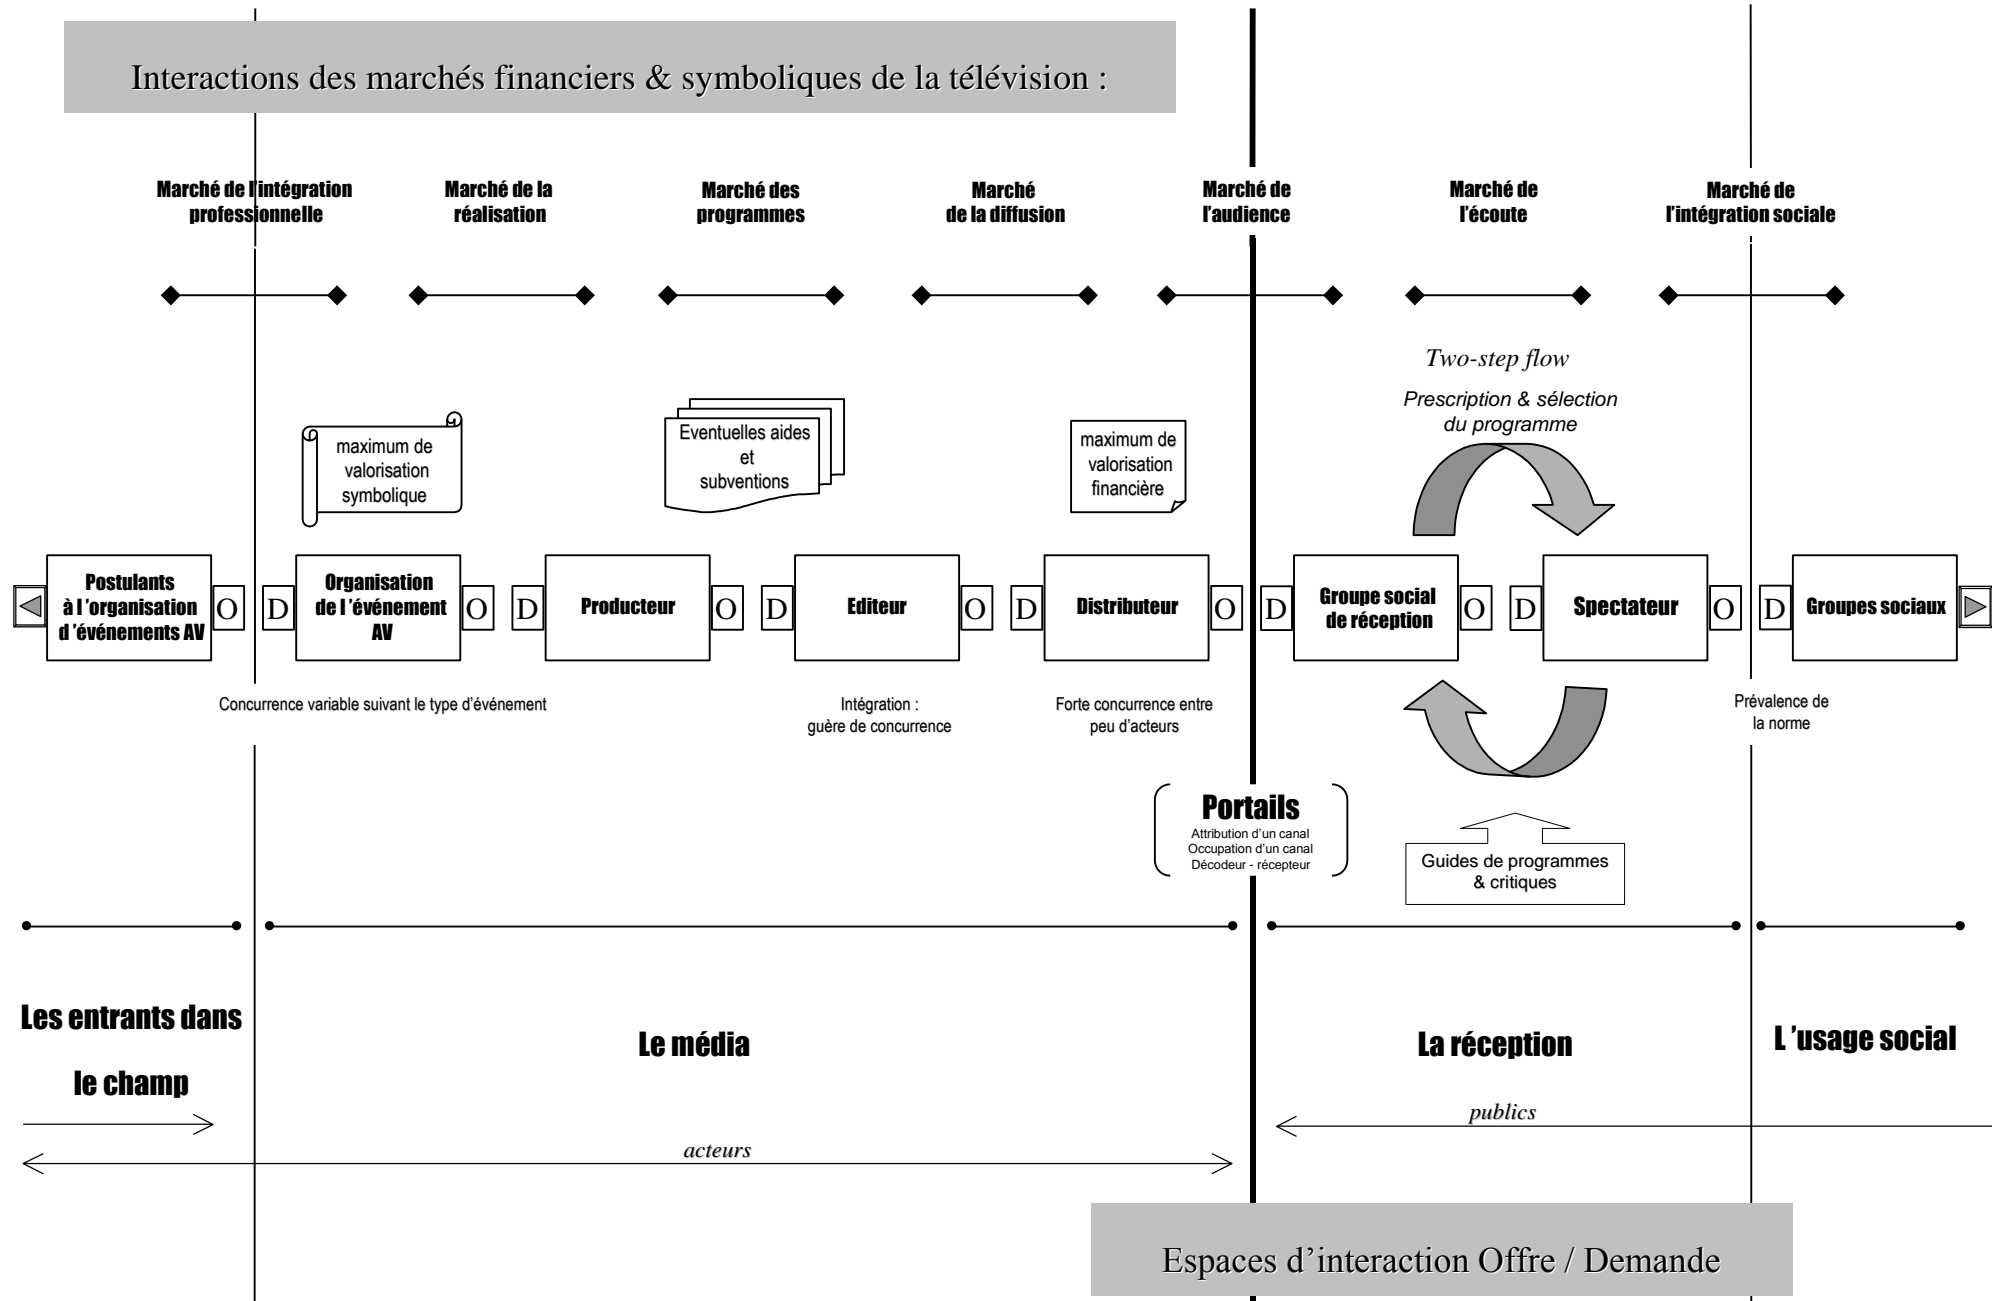 Interactions des marchés financiers & symboliques de la télévision :
Marché de l'intégration
professionnelle
Marché de la
réalisation
Marché des
programmes
Marché
de la diffusion
Marché de
l'audience
Marché de
l'écoute
Marché de
l'intégration sociale
Two-step flow
Prescription & sélection
du programme
maximum de
valorisation
symbolique
Eventuelles aides
et
subventions
maximum de
valorisation
financière
Postulants
à l 'organisation
d 'événements AV
O
D
Organisation
de l 'événement
AV
O
D
Producteur
O
D
Editeur
O
D
Distributeur
O
D
Groupe social
de réception
O
D
Spectateur
O
D
Groupes sociaux
Concurrence variable suivant le type d'événement
Intégration :
guère de concurrence
Forte concurrence entre
peu d'acteurs
Prévalence de
la norme
Portails
Attribution d'un canal
Occupation d'un canal
Décodeur - récepteur
Guides de programmes
& critiques
Les entrants dans
le champ
Le média
La réception
L 'usage social
publics
acteurs
Espaces d'interaction Offre / Demande